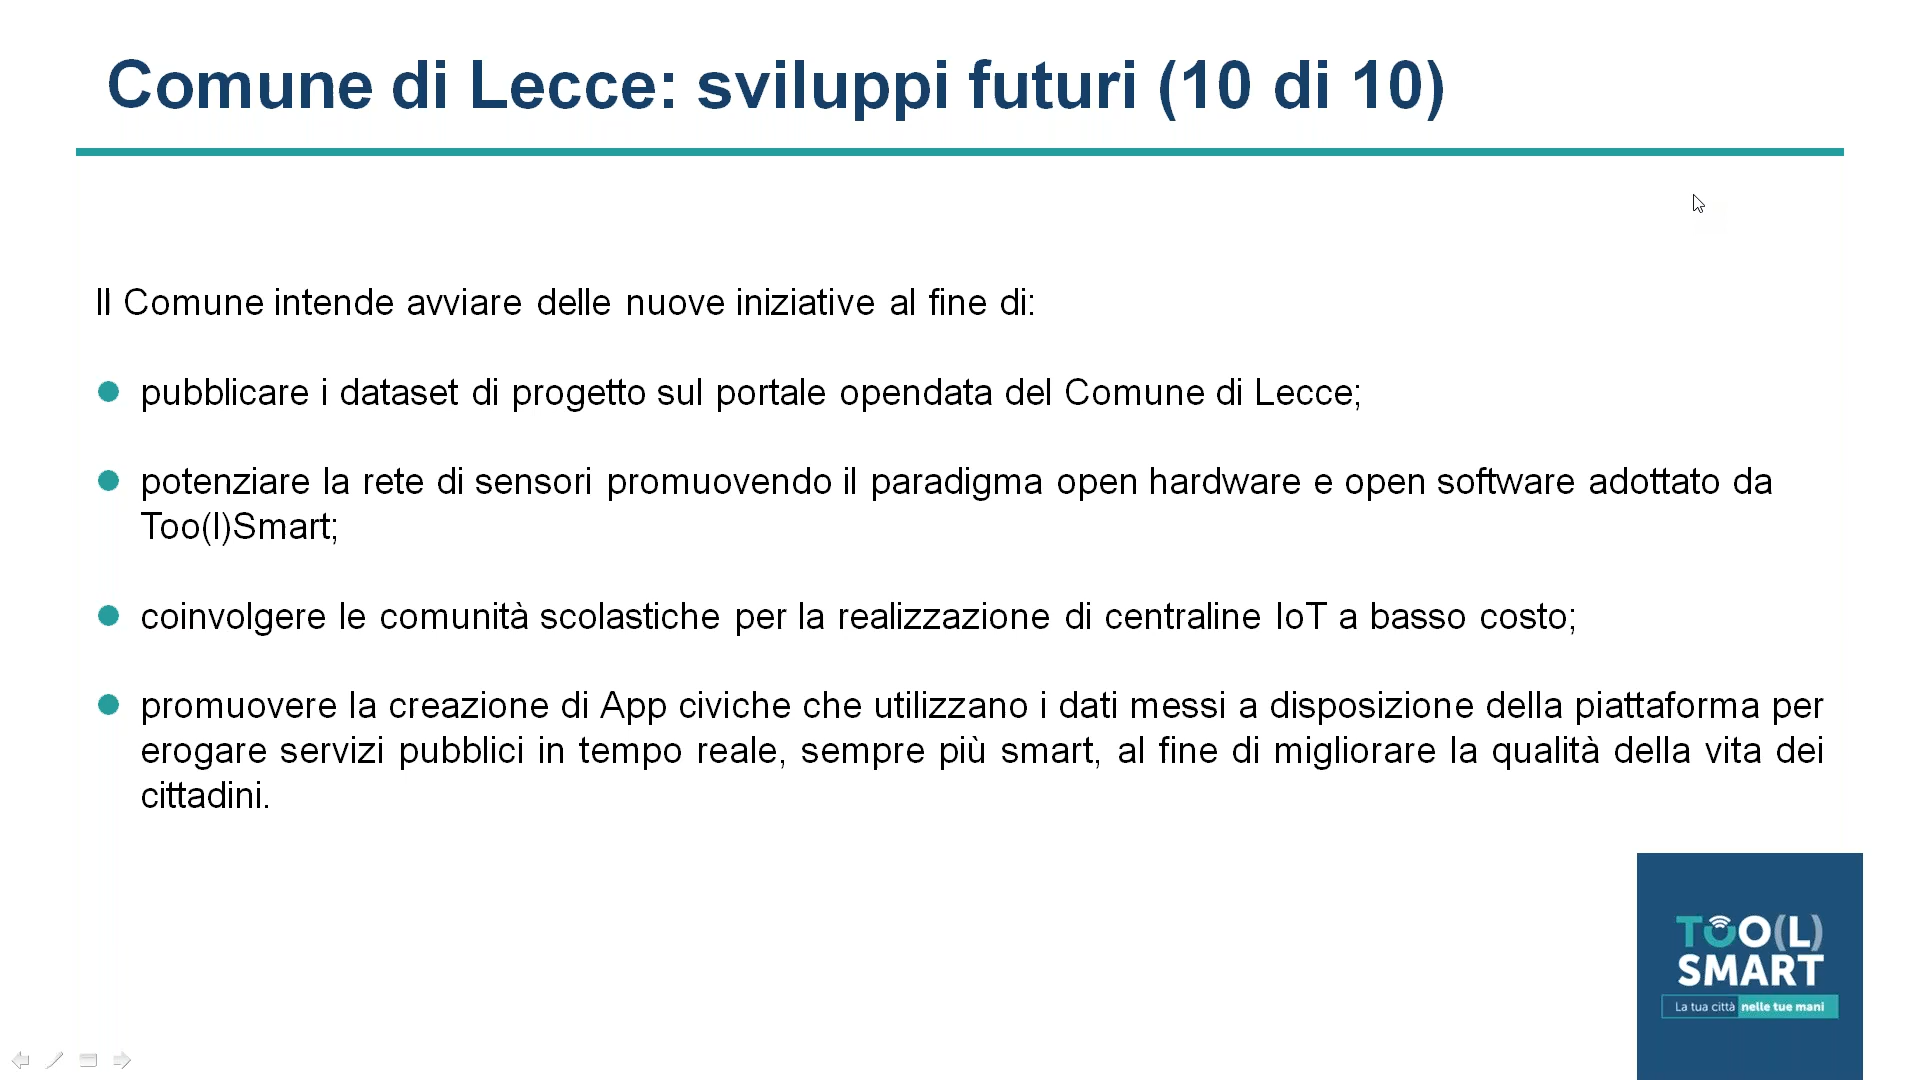 Comune di Lecce: sviluppi futuri (10 di 10)
Il Comune intende avviare delle nuove iniziative al fine di:
pubblicare i dataset di progetto sul portale opendata del Comune di Lecce;
potenziare la rete di sensori promuovendo il paradigma open hardware e open software adottato da
Too(l)Smart;
coinvolgere le comunità scolastiche per la realizzazione di centraline IoT a basso costo;
promuovere la creazione di App civiche che utilizzano i dati messi a disposizione della piattaforma per
erogare servizi pubblici in tempo reale, sempre più smart, al fine di migliorare la qualità della vita dei
cittadini.
TOO(L)
SMART
La tua città nelle tue mani